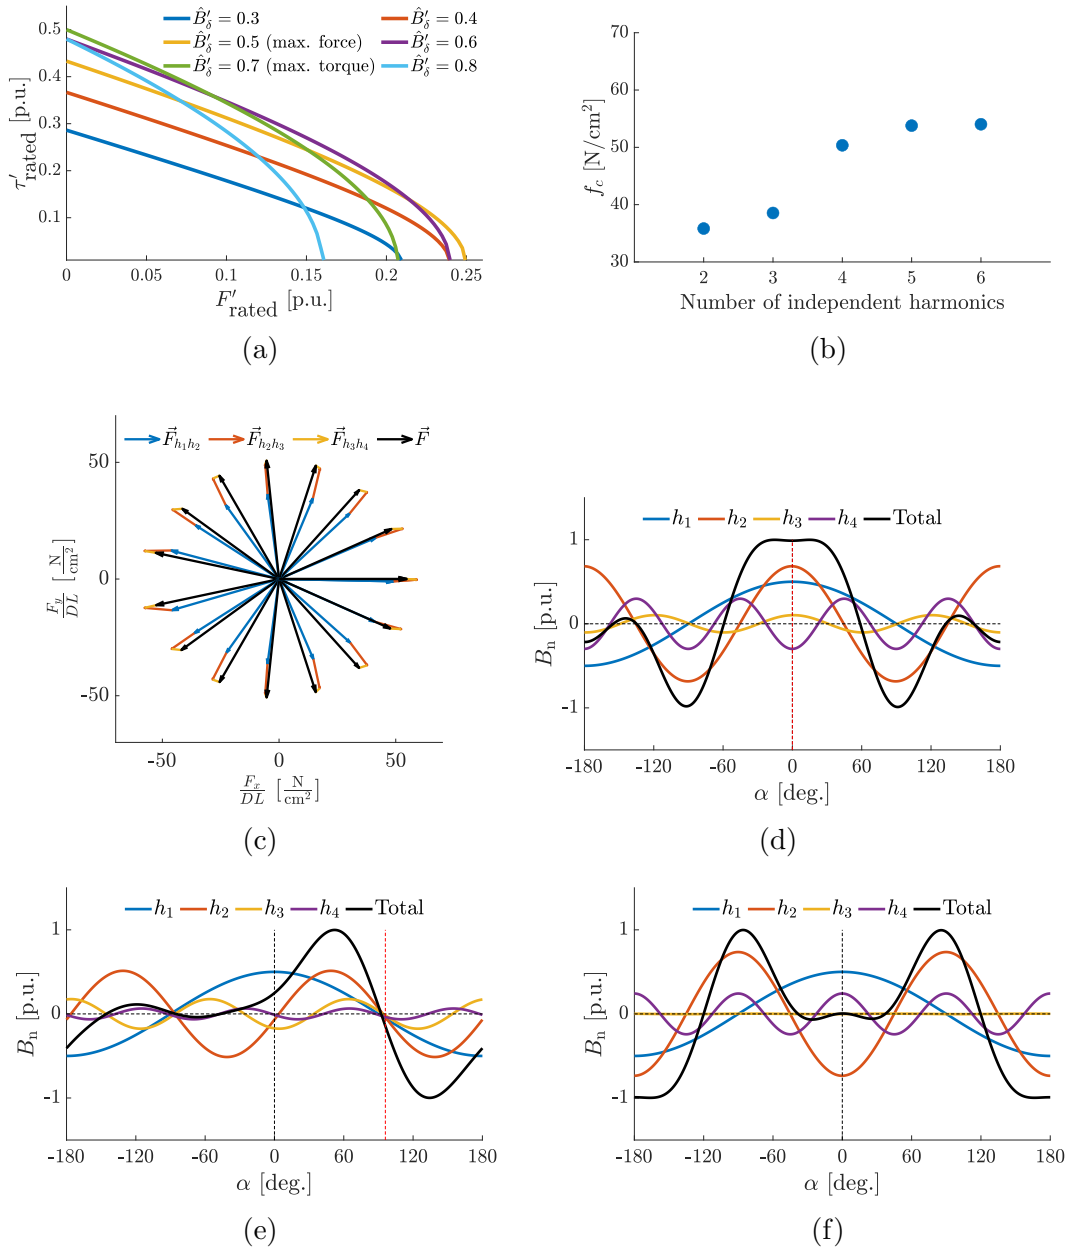 B̂′δ = 0.3 B̂′δ = 0.4
B̂′δ = 0.5 (max. force) B̂′δ = 0.6
B̂′δ = 0.7 (max. torque) B̂′δ = 0.8
0.5
0.4
0.3
0.2
0.1
τ′rated [p.u.]
0 0.05 0.1 0.15 0.2 0.25
F′rated [p.u.]
(a)
70
60
50
40
30
fc [N/cm²]
2 3 4 5 6
Number of independent harmonics
(b)
F⃗h1h2 F⃗h2h3 F⃗h3h4 F⃗
50
0
-50
Fy/DL [N/cm²]
-50 0 50
Fx/DL [N/cm²]
(c)
h1 h2 h3 h4 Total
1
0
-1
Bn [p.u.]
-180 -120 -60 0 60 120 180
α [deg.]
(d)
h1 h2 h3 h4 Total
1
0
-1
Bn [p.u.]
-180 -120 -60 0 60 120 180
α [deg.]
(e)
h1 h2 h3 h4 Total
1
0
-1
Bn [p.u.]
-180 -120 -60 0 60 120 180
α [deg.]
(f)